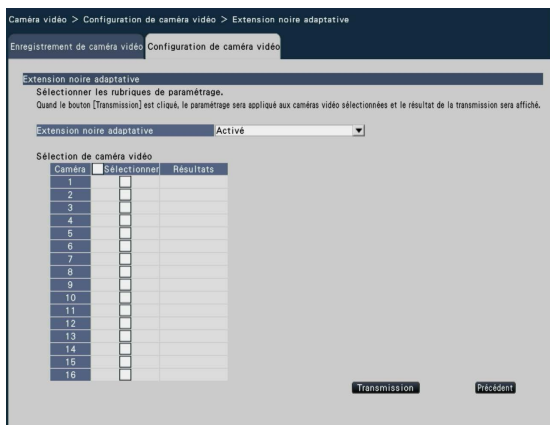 Caméra vidéo > Configuration de caméra vidéo > Extension noire adaptative
Enregistrement de caméra vidéo Configuration de caméra vidéo
Extension noire adaptative
Sélectionner les rubriques de paramétrage.
Quand le bouton [Transmission] est cliqué, le paramétrage sera appliqué aux caméras vidéo sélectionnées et le résultat de la transmission sera affiché.
Extension noire adaptative Activé
Sélection de caméra vidéo
Caméra Sélectionner Résultats
1
2
3
4
5
6
7
8
9
10
11
12
13
14
15
16
Transmission Précédent